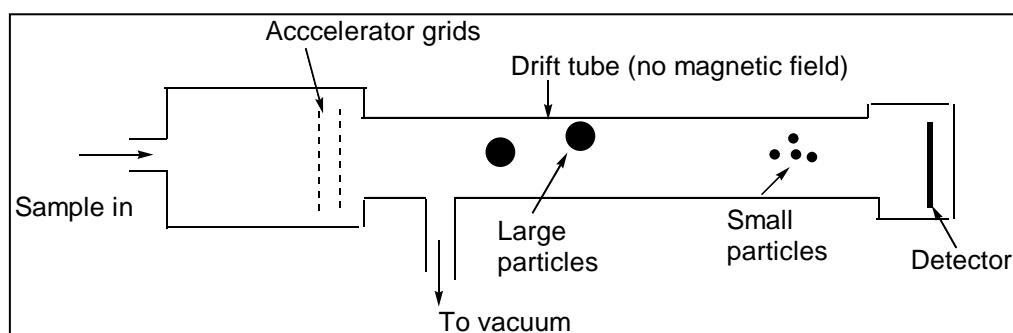 Acccelerator grids
Drift tube (no magnetic field)
Sample in
Large
particles
Small
particles
Detector
To vacuum